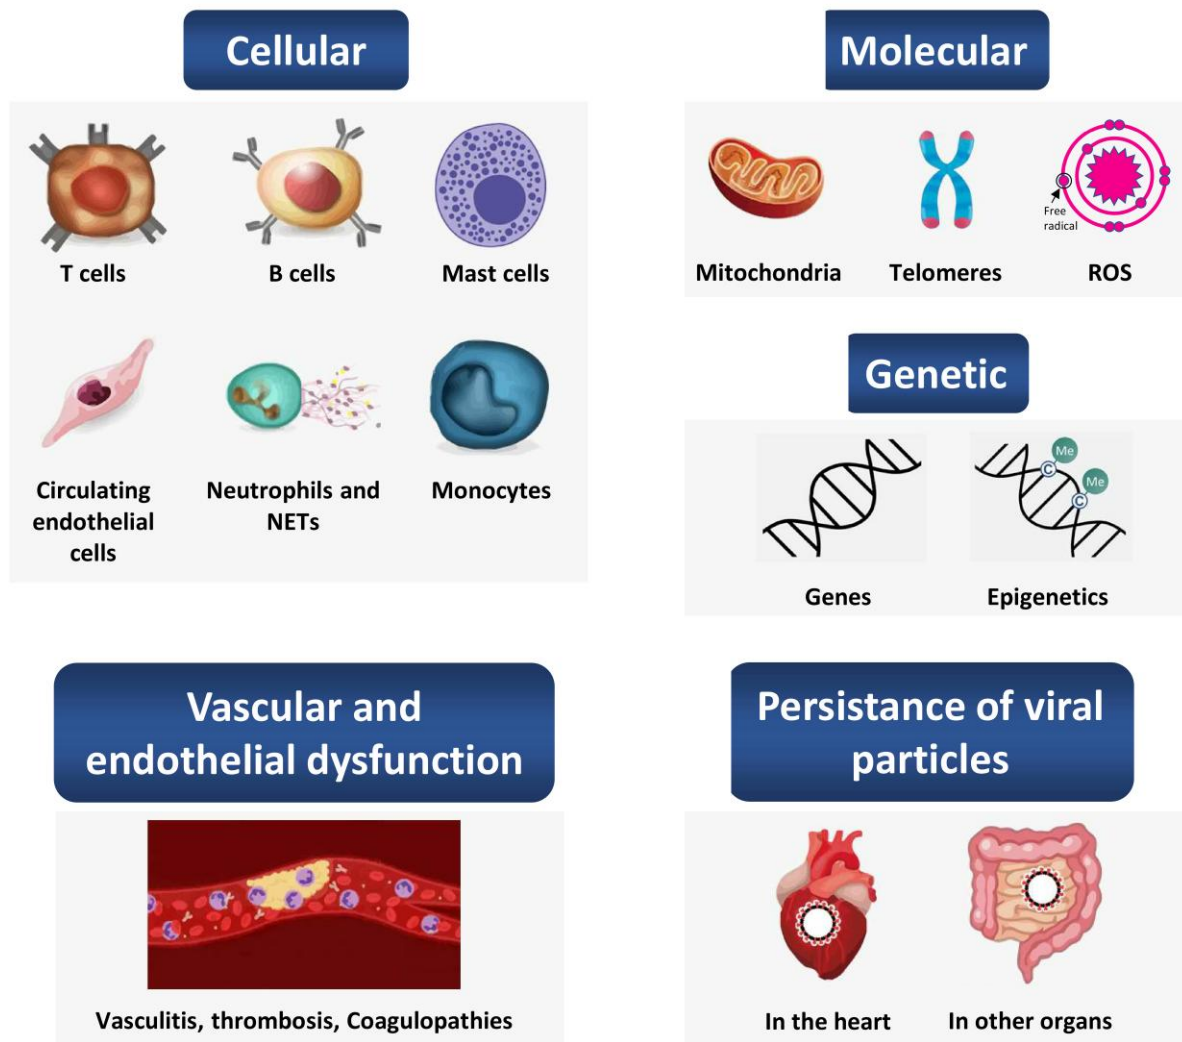 Cellular
T cells
B cells
Mast cells
Circulating
endothelial
cells
Neutrophils and
NETs
Monocytes
Molecular
Mitochondria
Telomeres
Free
radical
ROS
Genetic
Genes
C
Me
C
Me
Epigenetics
Vascular and
endothelial dysfunction
Vasculitis, thrombosis, Coagulopathies
Persistance of viral
particles
In the heart
In other organs